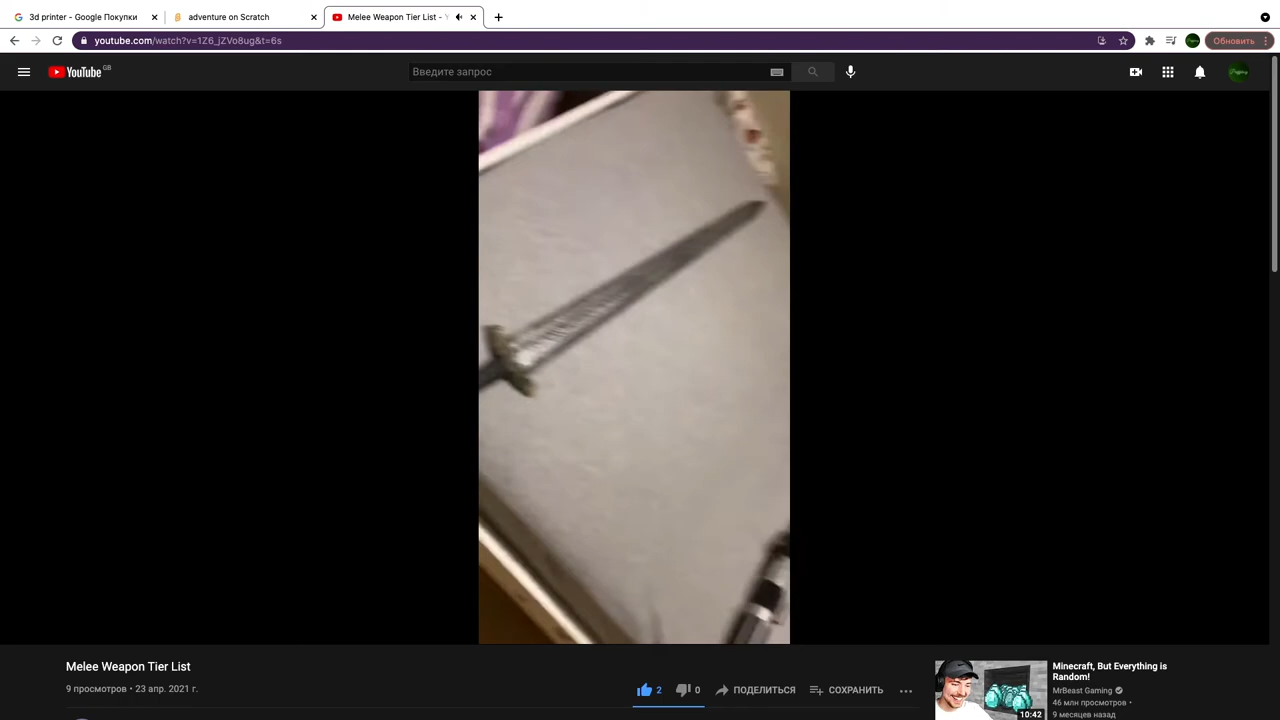 3d printer - Google Покупки
adventure on Scratch
Melee Weapon Tier List -
youtube.com/watch?v=1Z6_jZVo8ug&t=6s
Обновить
YouTube GB
Введите запрос
Melee Weapon Tier List
9 просмотров • 23 апр. 2021 г.
2
0
ПОДЕЛИТЬСЯ
СОХРАНИТЬ
10:42
Minecraft, But Everything is
Random!
MrBeast Gaming
46 млн просмотров •
9 месяцев назад